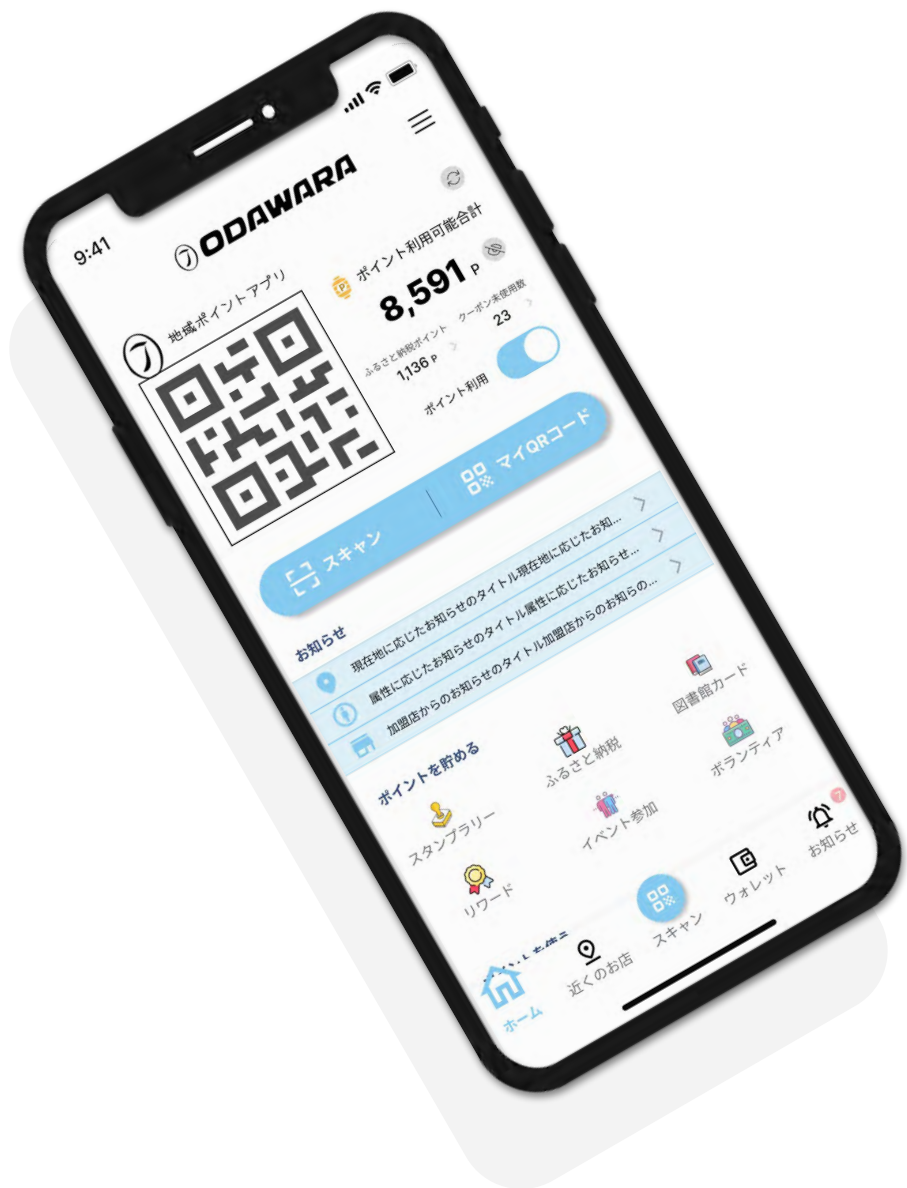 9:41
ODAWARA
地域ポイントアプリ
ポイント利用可能合計
8,591 P
ふるさと納税ポイント
1,136 P
クーポン未使用数
23
ポイント利用
スキャン
マイQRコード
お知らせ
現在地に応じたお知らせのタイトル現在地に応じたお知...
属性に応じたお知らせのタイトル属性に応じたお知らせ...
加盟店からのお知らせのタイトル加盟店からのお知らの...
ポイントを貯める
スタンプラリー
ふるさと納税
図書館カード
リワード
イベント参加
ボランティア
ホーム
近くのお店
スキャン
ウォレット
お知らせ
7